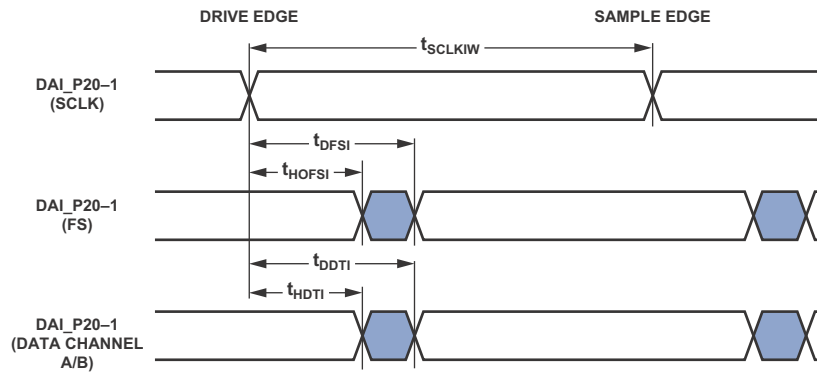 DRIVE EDGE SAMPLE EDGE
tSCLKIW
DAI_P20–1
(SCLK)
tDFSI
tHOFSI
DAI_P20–1
(FS)
tDDTI
tHDTI
DAI_P20–1
(DATA CHANNEL
A/B)